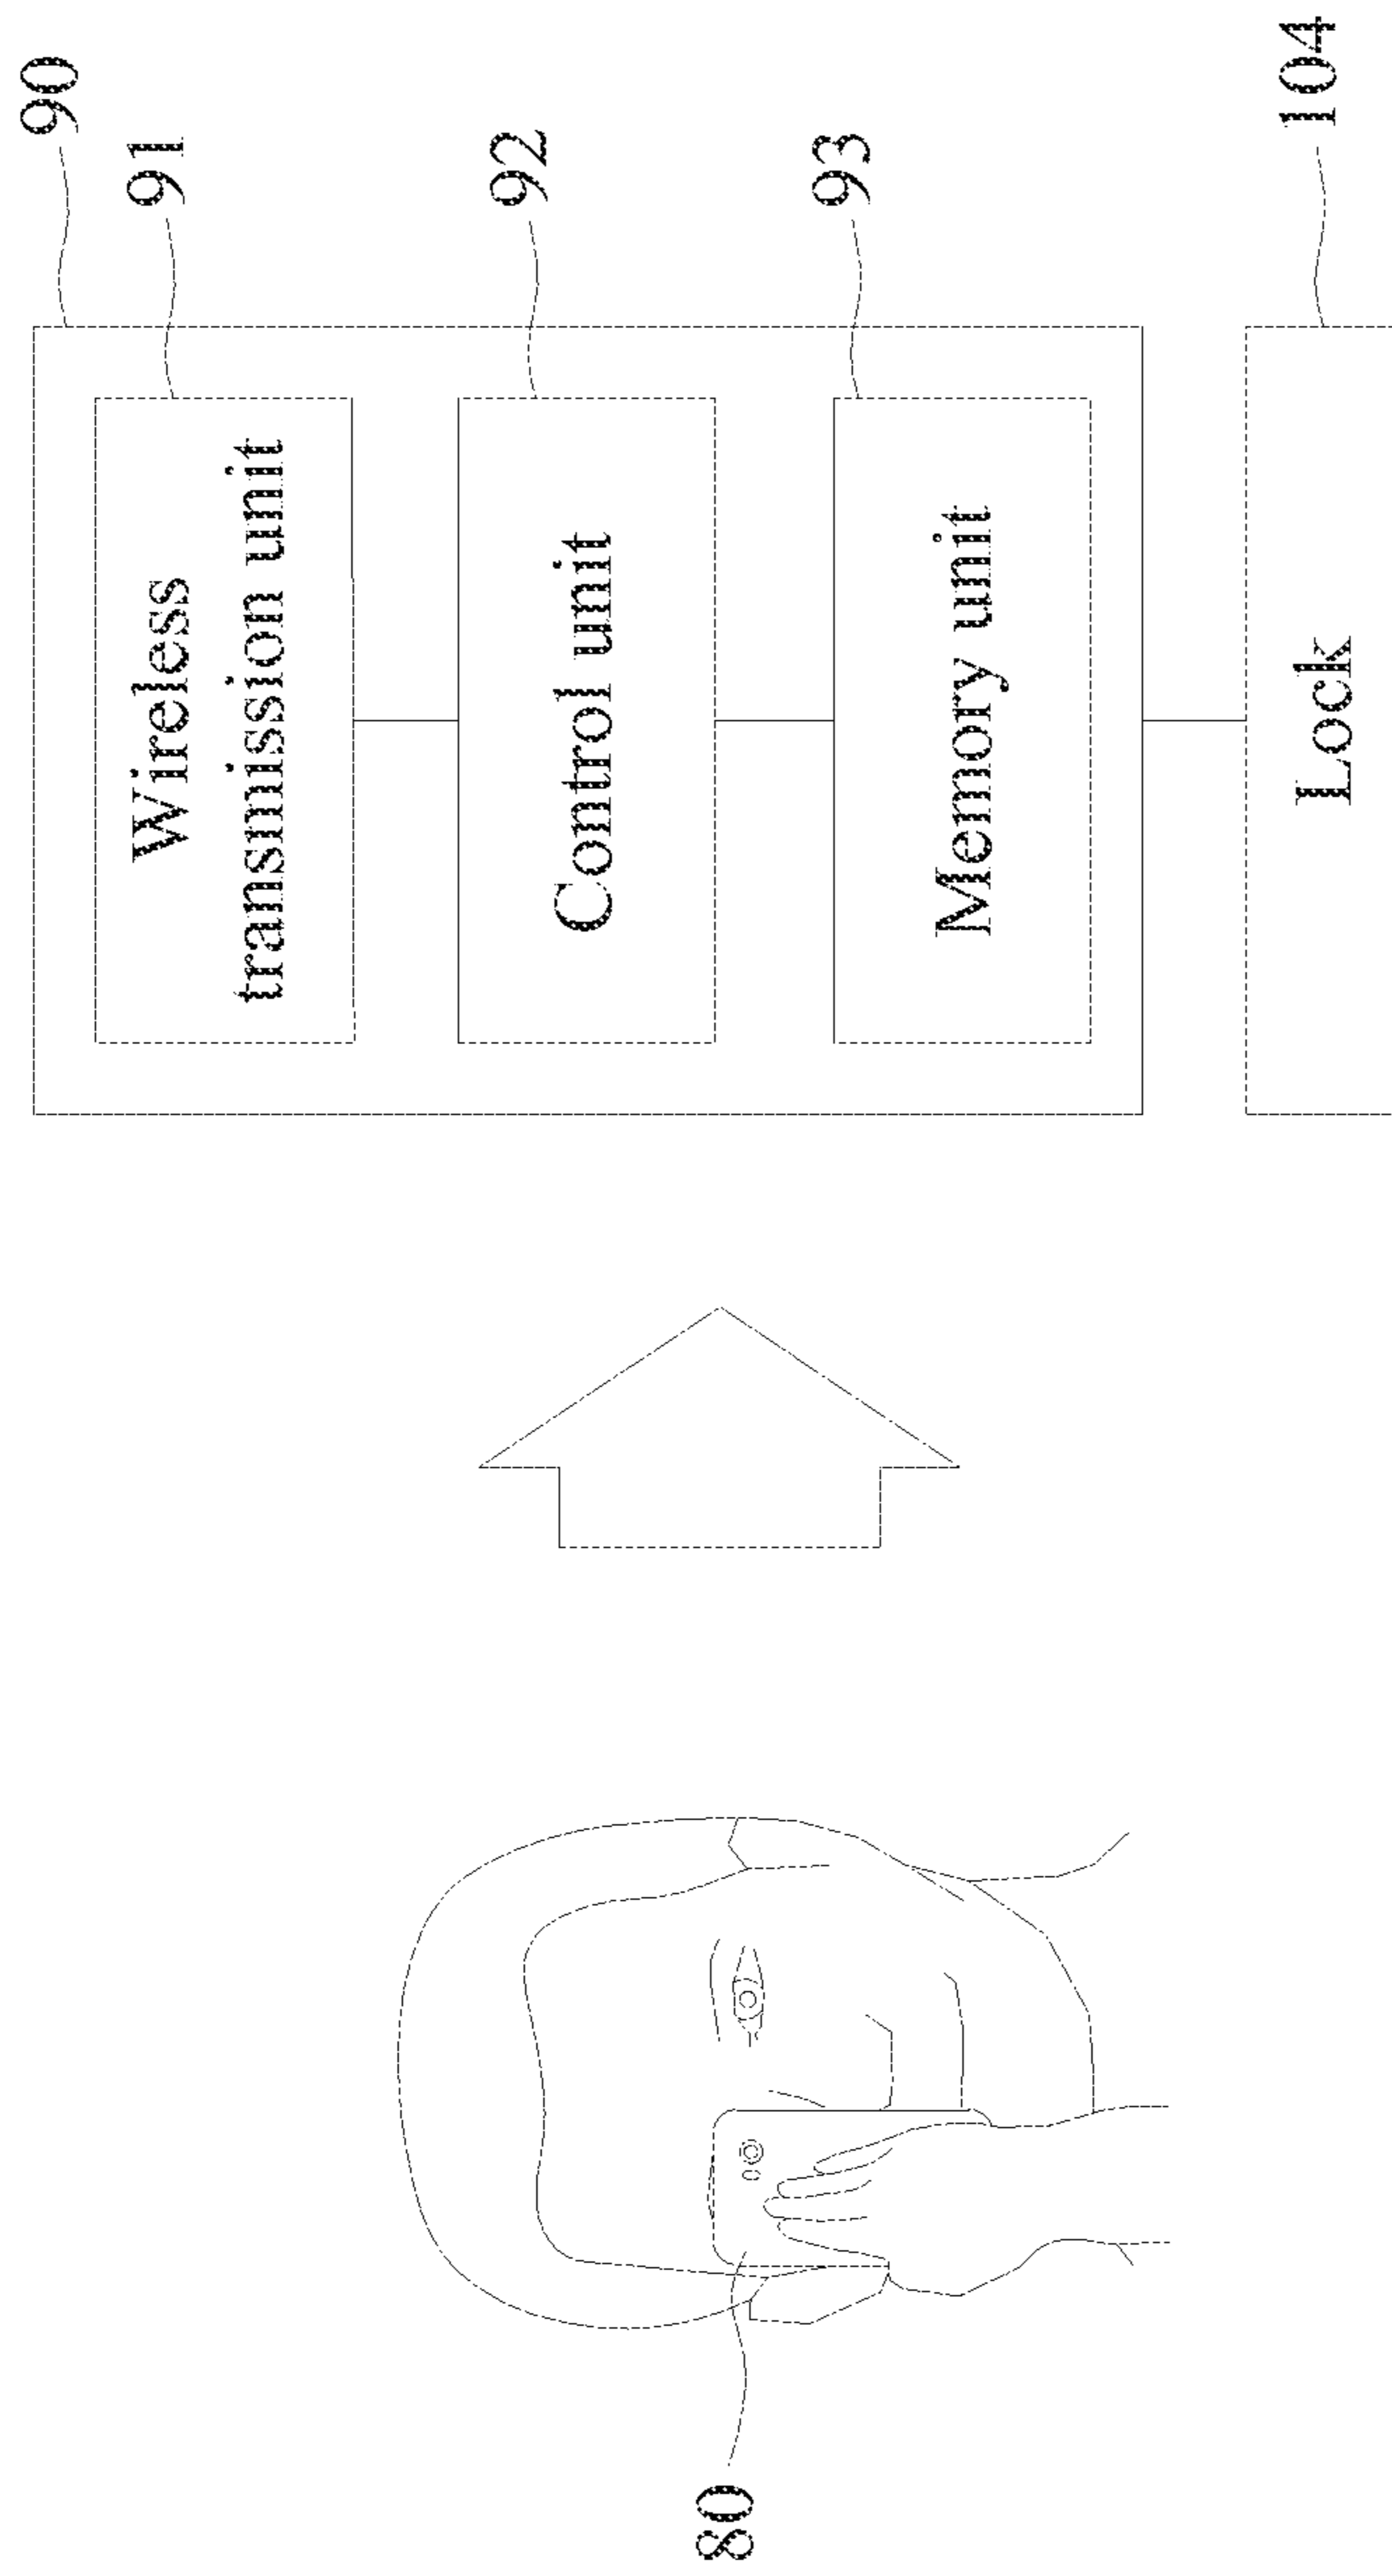 90
91
Wireless
transmission unit
92
Control unit
93
Memory unit
104
Lock
80